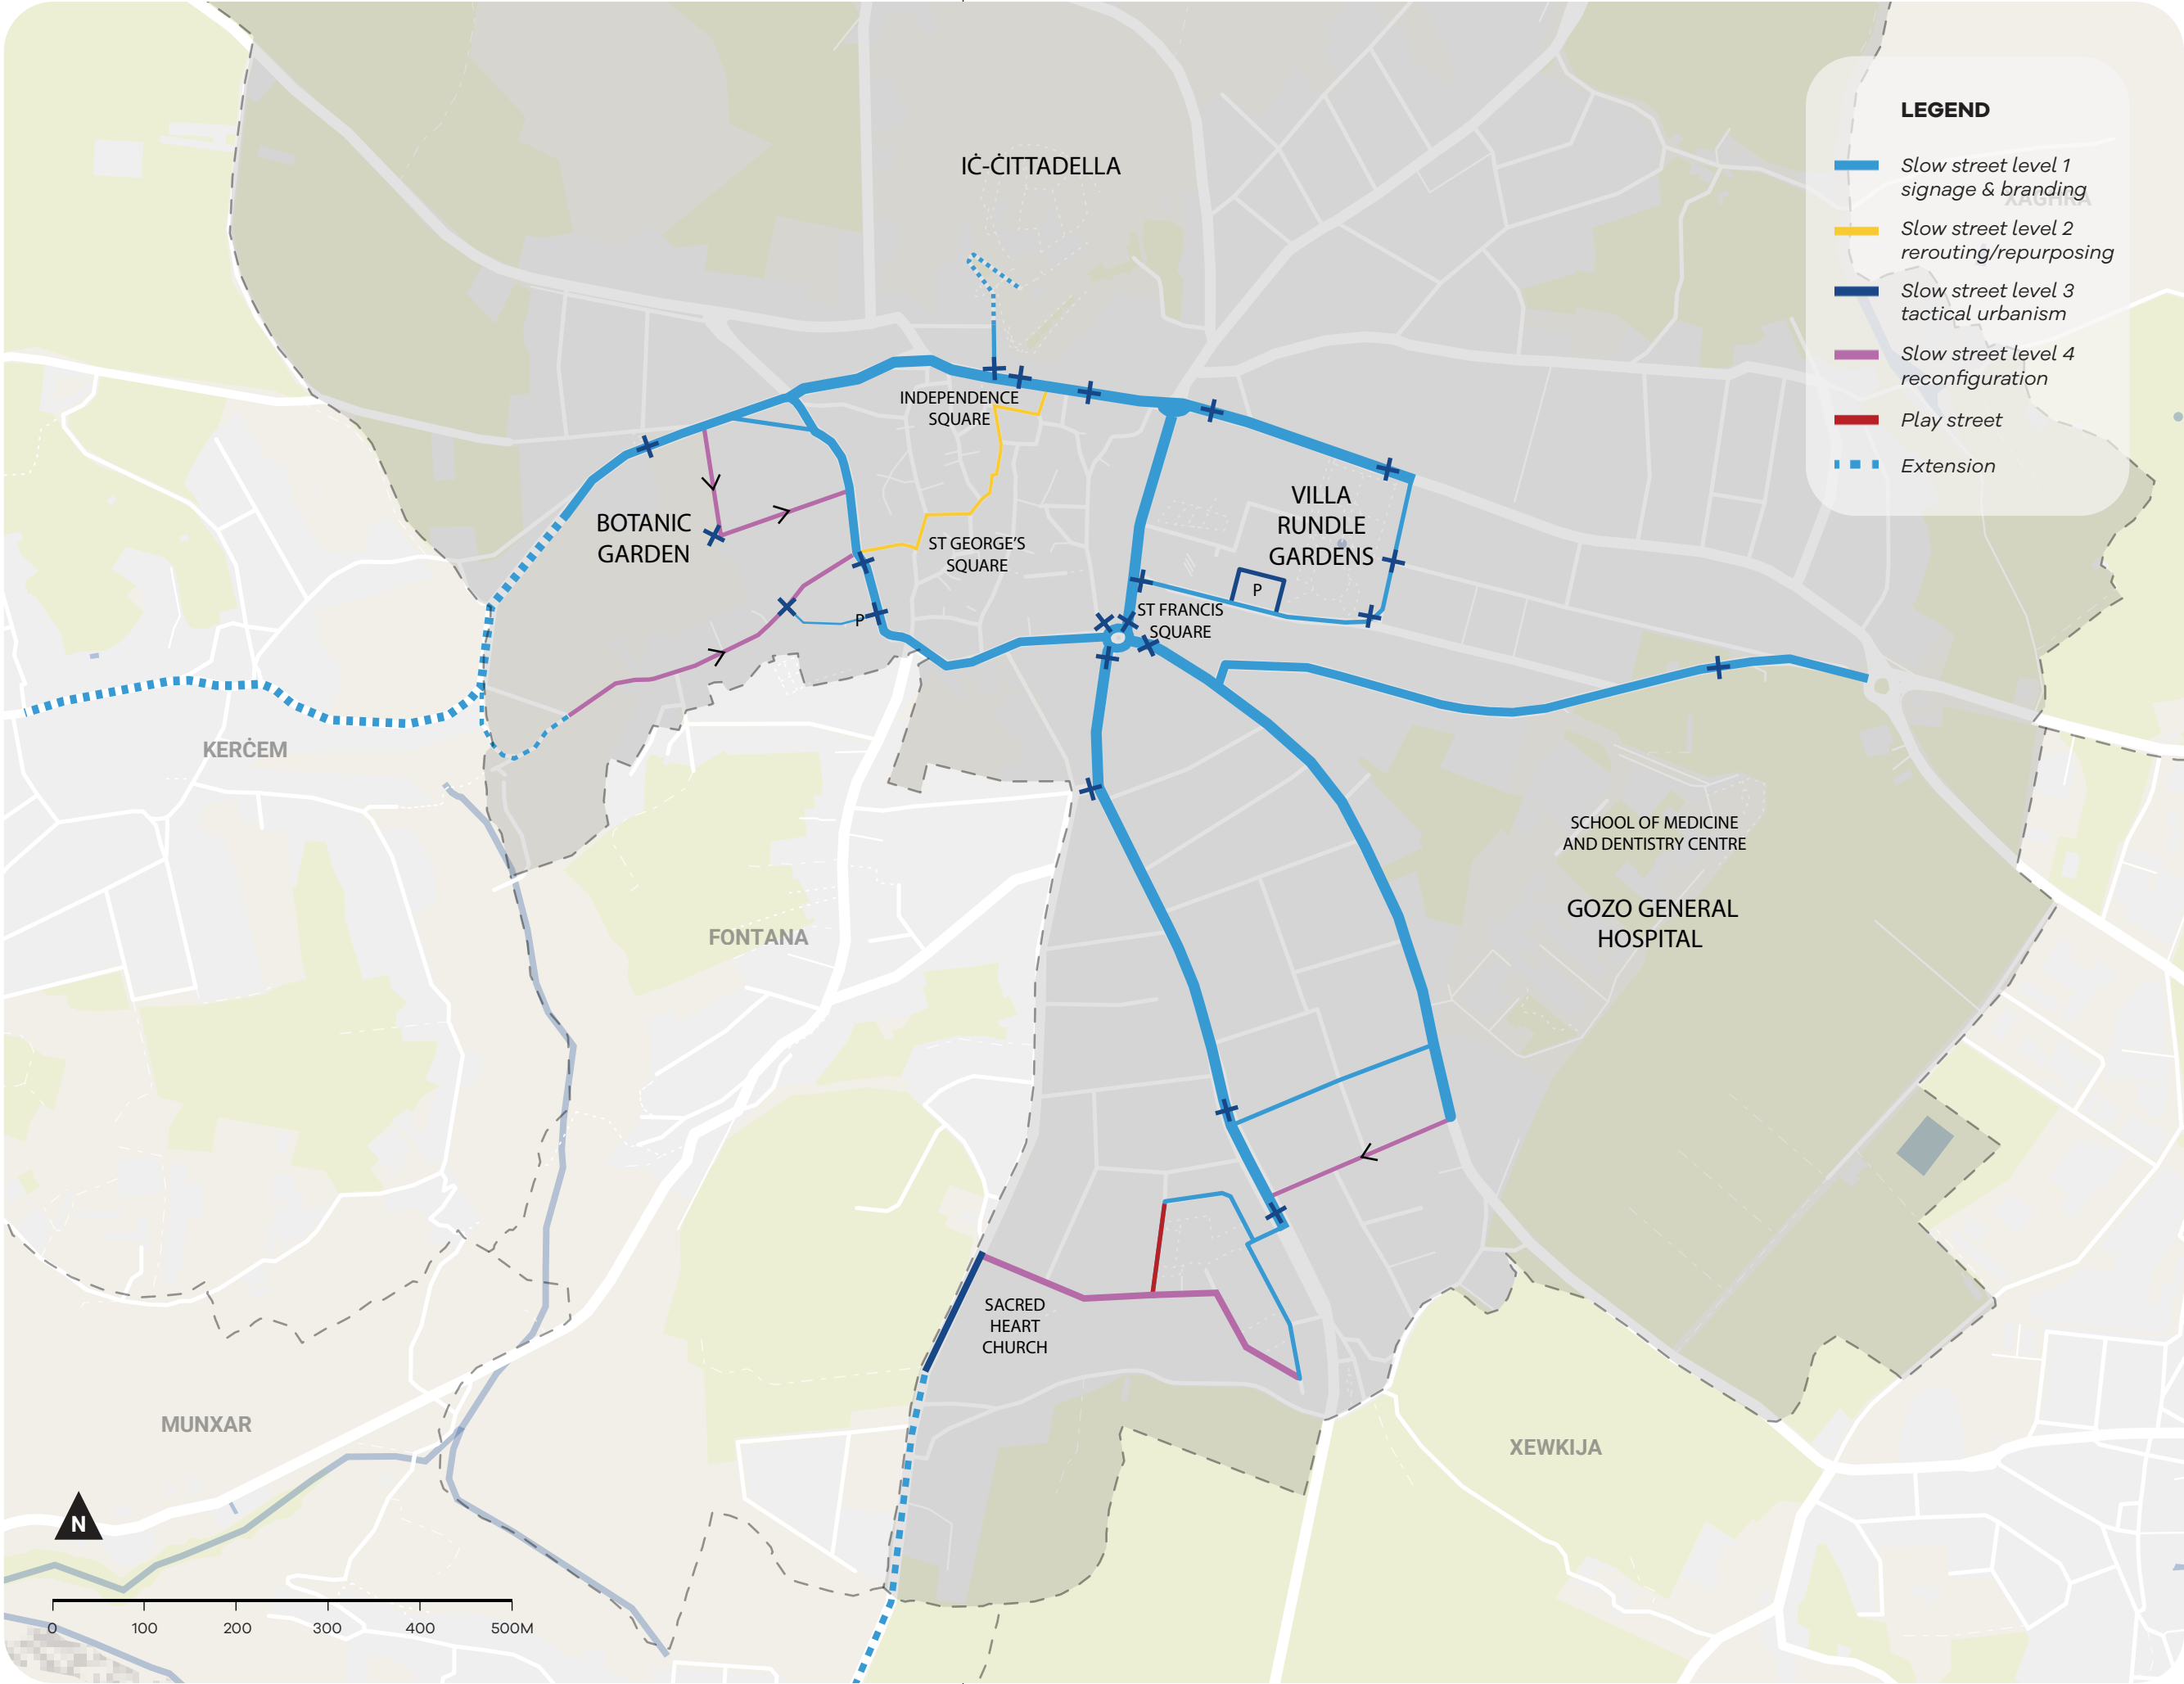 IĊ-ĊITTADELLA
INDEPENDENCE
SQUARE
BOTANIC
GARDEN
ST GEORGE'S
SQUARE
VILLA
RUNDLE
GARDENS
P
P
ST FRANCIS
SQUARE
KERĊEM
FONTANA
SCHOOL OF MEDICINE
AND DENTISTRY CENTRE
GOZO GENERAL
HOSPITAL
SACRED
HEART
CHURCH
MUNXAR
XEWKIJA
XAGĦRA
LEGEND
Slow street level 1
signage & branding
Slow street level 2
rerouting/repurposing
Slow street level 3
tactical urbanism
Slow street level 4
reconfiguration
Play street
Extension
N
0 100 200 300 400 500M